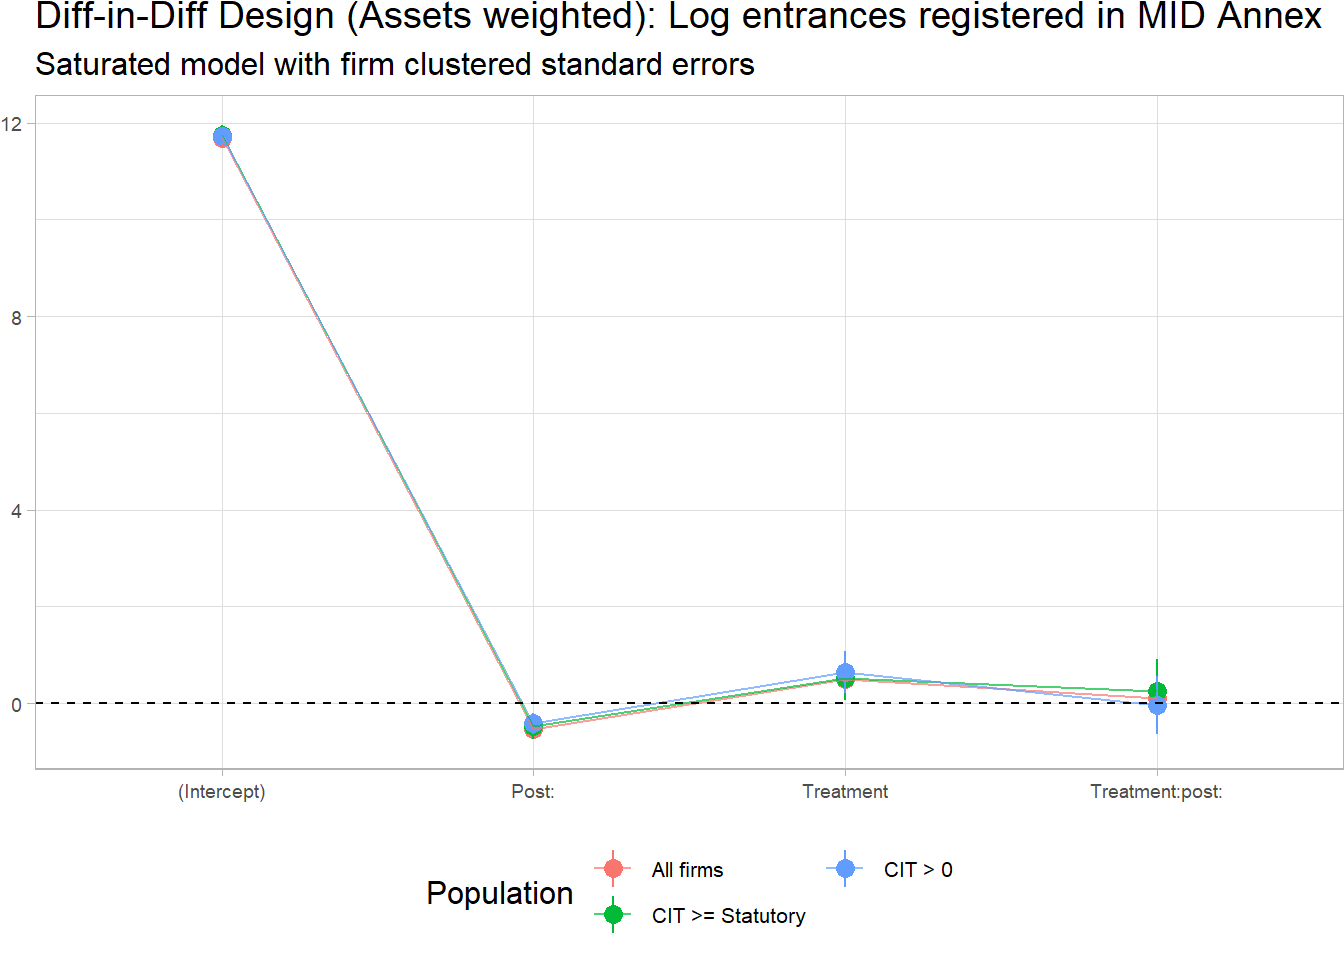 Diff-in-Diff Design (Assets weighted): Log entrances registered in MID Annex
Saturated model with firm clustered standard errors
12
8
4
0
(Intercept)
Post:
Treatment
Treatment:post:
Population
All firms
CIT > 0
CIT >= Statutory